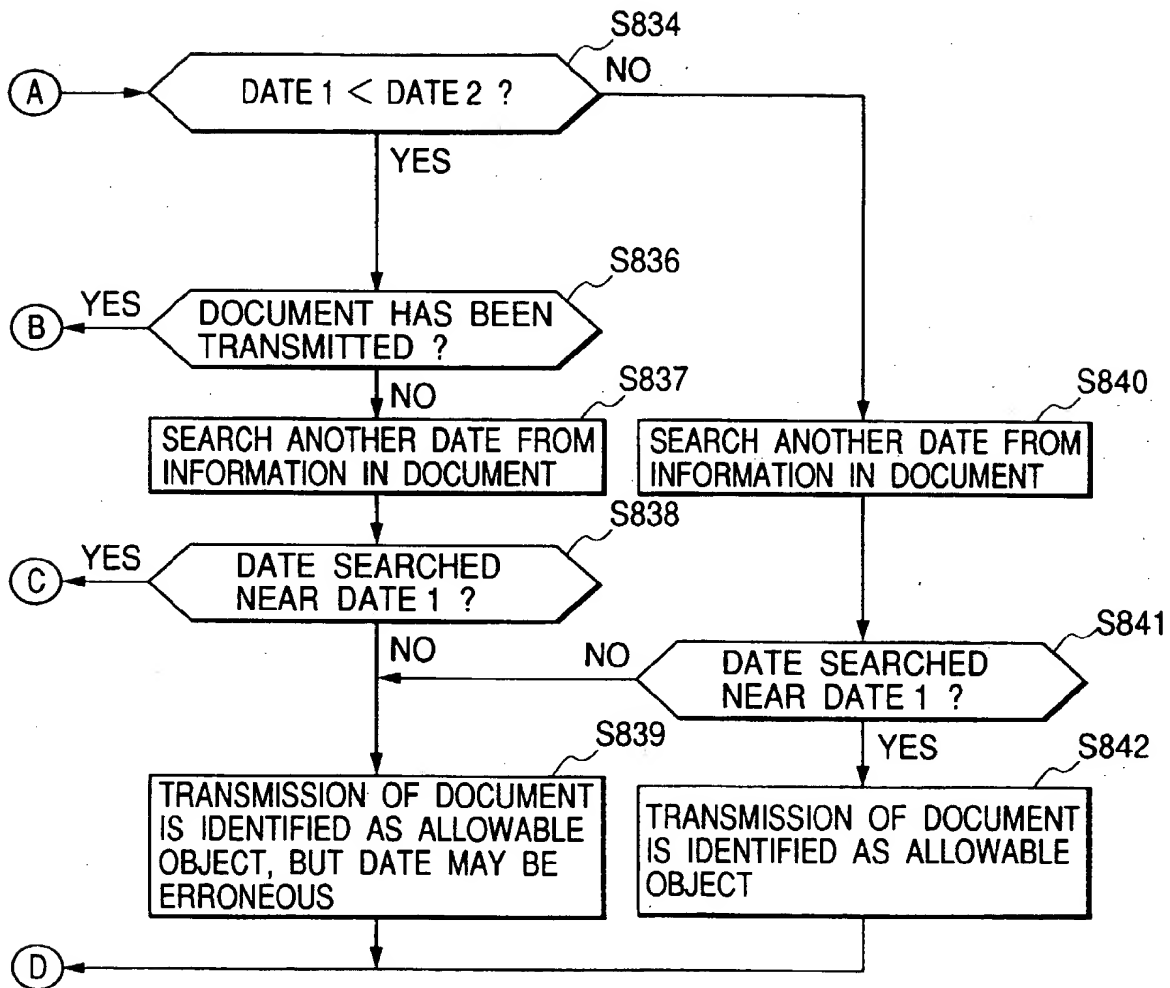 S834
A
DATE 1 < DATE 2 ?
NO
YES
S836
B
YES
DOCUMENT HAS BEEN
TRANSMITTED ?
NO
S837
SEARCH ANOTHER DATE FROM
INFORMATION IN DOCUMENT
S840
SEARCH ANOTHER DATE FROM
INFORMATION IN DOCUMENT
S838
C
YES
DATE SEARCHED
NEAR DATE 1 ?
NO
S841
NO
DATE SEARCHED
NEAR DATE 1 ?
YES
S839
TRANSMISSION OF DOCUMENT
IS IDENTIFIED AS ALLOWABLE
OBJECT, BUT DATE MAY BE
ERRONEOUS
S842
TRANSMISSION OF DOCUMENT
IS IDENTIFIED AS ALLOWABLE
OBJECT
D